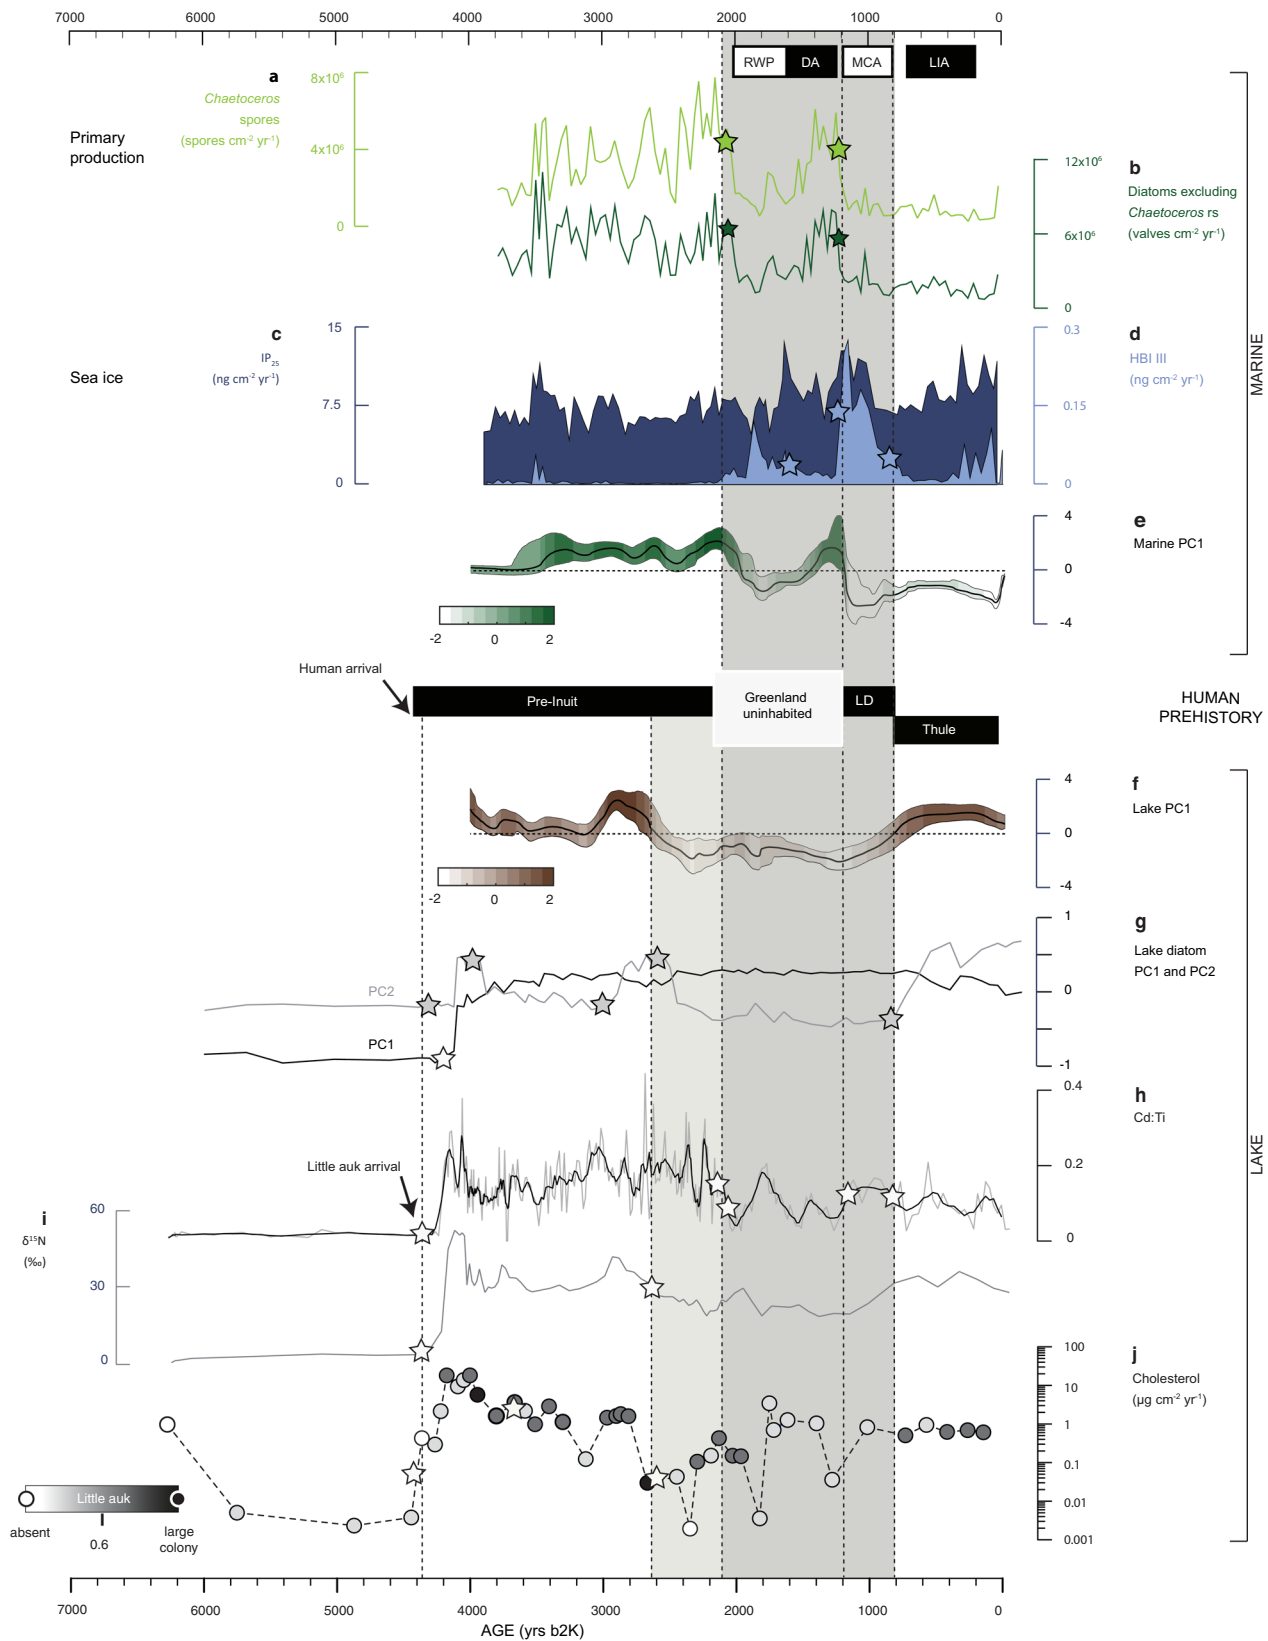 7000 6000 5000 4000 3000 2000 1000 0
RWP DA MCA LIA
a
Chaetoceros
spores
(spores cm⁻² yr⁻¹)
8x10⁶
4x10⁶
0
Primary
production
12x10⁶
6x10⁶
0
b
Diatoms excluding
Chaetoceros rs
(valves cm⁻² yr⁻¹)
MARINE
Sea ice
c
IP₂₅
(ng cm⁻² yr⁻¹)
15
7.5
0
0.3
0.15
0
d
HBI III
(ng cm⁻² yr⁻¹)
4
0
-4
e
Marine PC1
-2 0 2
Human arrival
Pre-Inuit
Greenland
uninhabited
LD
Thule
HUMAN
PREHISTORY
4
0
-4
f
Lake PC1
-2 0 2
1
0
-1
g
Lake diatom
PC1 and PC2
PC2
PC1
0.4
0.2
0
h
Cd:Ti
LAKE
Little auk arrival
i
δ¹⁵N
(‰)
60
30
0
100
10
1
0.1
0.01
0.001
j
Cholesterol
(µg cm⁻² yr⁻¹)
Little auk
absent
0.6
large
colony
7000 6000 5000 4000 3000 2000 1000 0
AGE (yrs b2K)